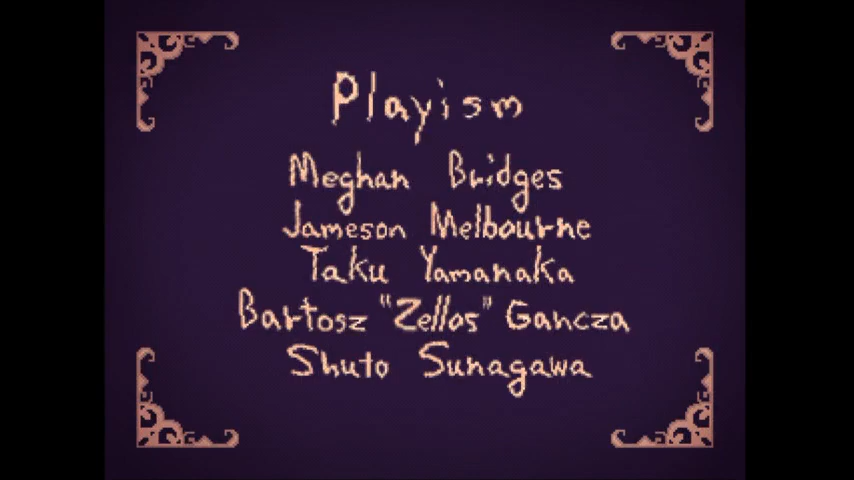 Playism
Meghan Bridges
Jameson Melbourne
Taku Yamanaka
Bartosz "Zellos" Gancza
Shuto Sunagawa